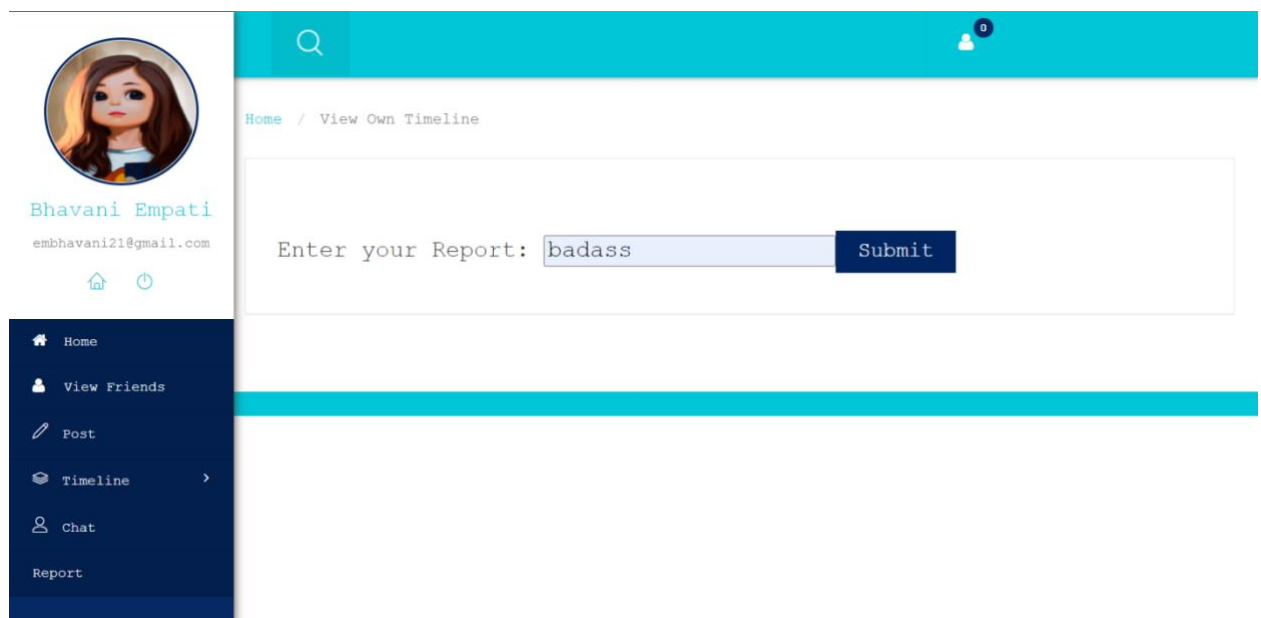 0
Home / View Own Timeline
Bhavani Empati
embhavani21@gmail.com
Enter your Report: badass Submit
Home
View Friends
Post
Timeline
Chat
Report